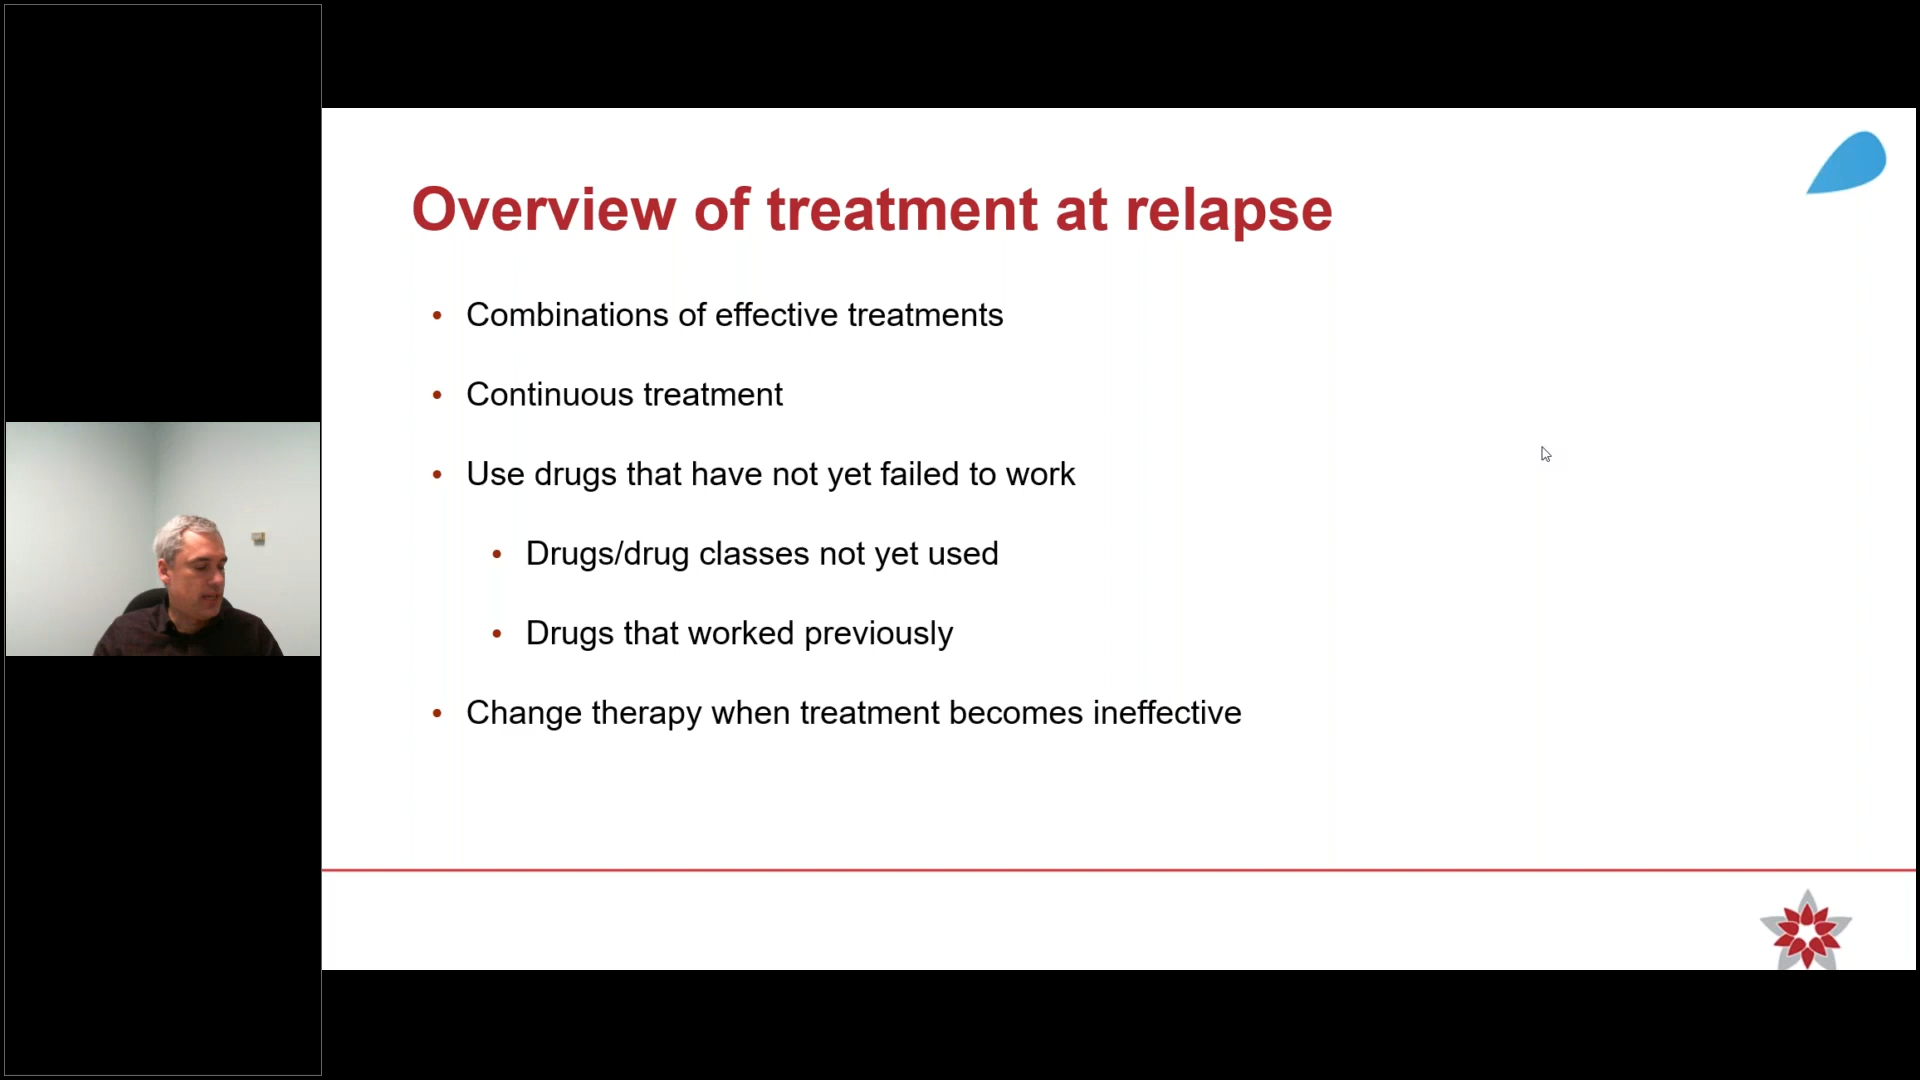 Overview of treatment at relapse
• Combinations of effective treatments
• Continuous treatment
• Use drugs that have not yet failed to work
• Drugs/drug classes not yet used
• Drugs that worked previously
• Change therapy when treatment becomes ineffective